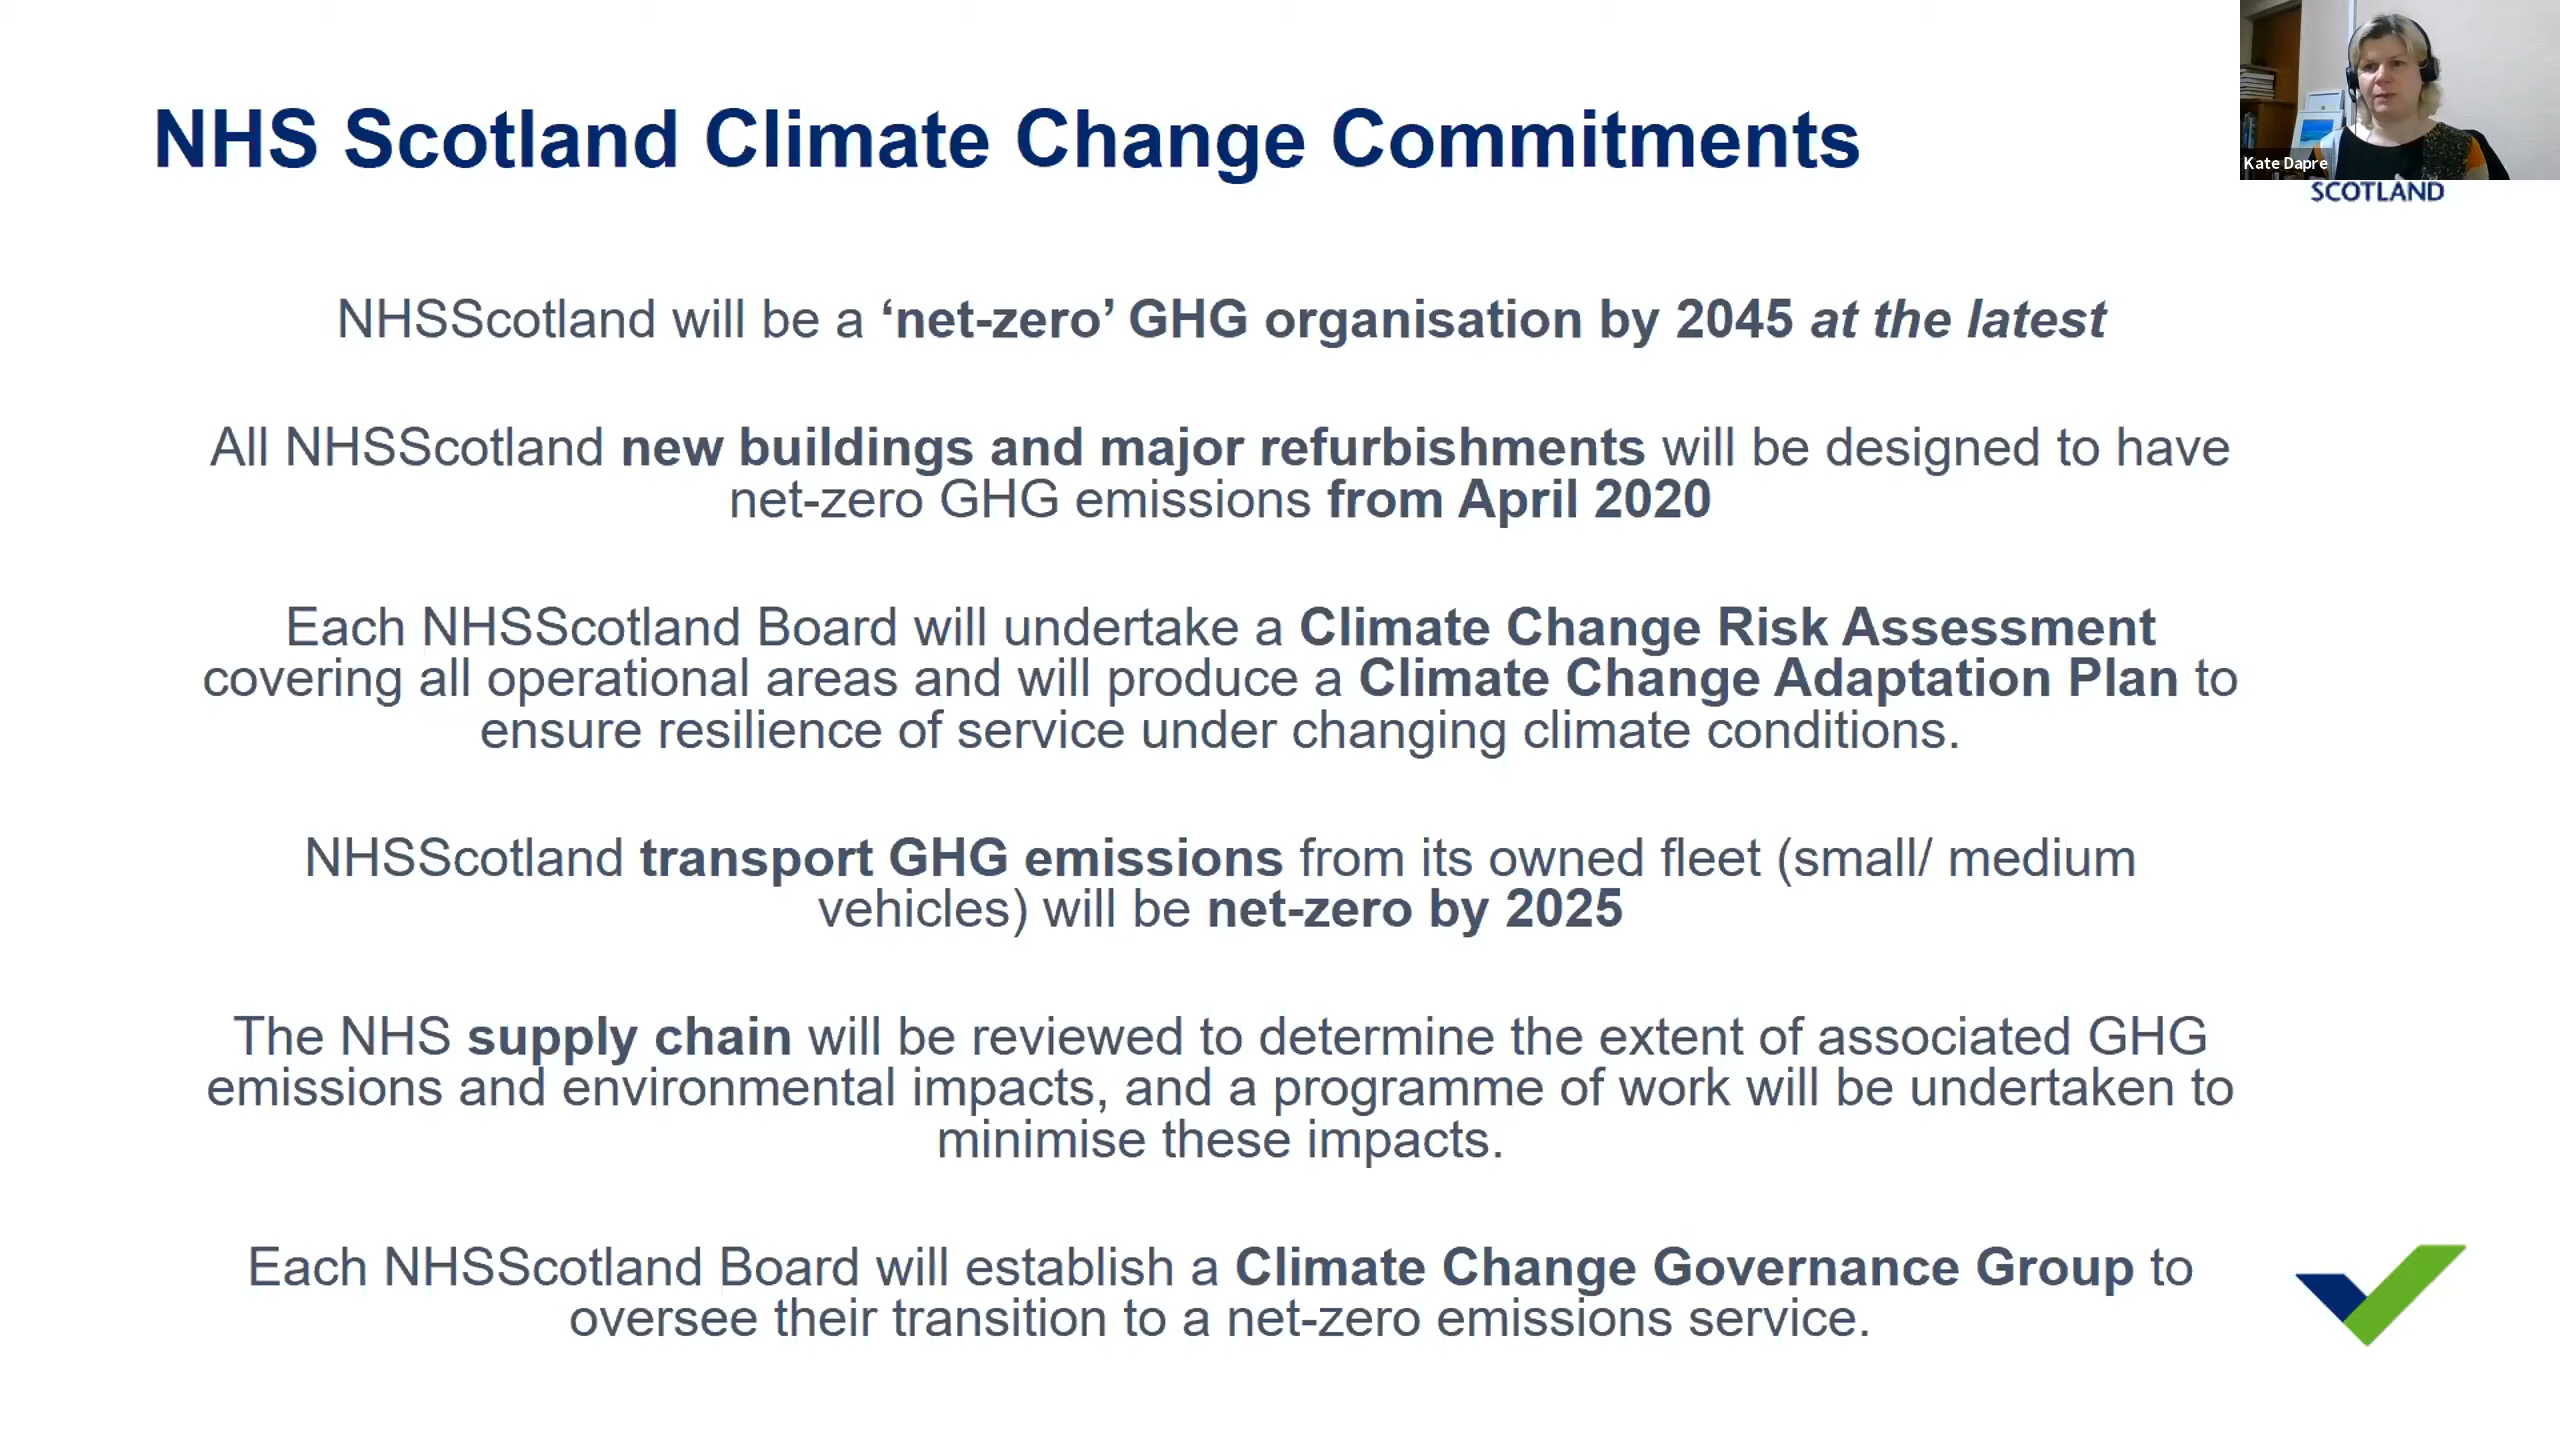 NHS Scotland Climate Change Commitments
Kate Dapre
SCOTLAND
NHSScotland will be a ‘net-zero’ GHG organisation by 2045 at the latest
All NHSScotland new buildings and major refurbishments will be designed to have
net-zero GHG emissions from April 2020
Each NHSScotland Board will undertake a Climate Change Risk Assessment
covering all operational areas and will produce a Climate Change Adaptation Plan to
ensure resilience of service under changing climate conditions.
NHSScotland transport GHG emissions from its owned fleet (small/ medium
vehicles) will be net-zero by 2025
The NHS supply chain will be reviewed to determine the extent of associated GHG
emissions and environmental impacts, and a programme of work will be undertaken to
minimise these impacts.
Each NHSScotland Board will establish a Climate Change Governance Group to
oversee their transition to a net-zero emissions service.